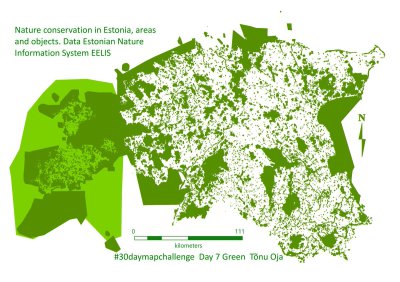 Nature conservation in Estonia, areas
and objects. Data Estonian Nature
Information System EELIS
N
0
111
kilometers
#30daymapchallenge Day 7 Green Tõnu Oja